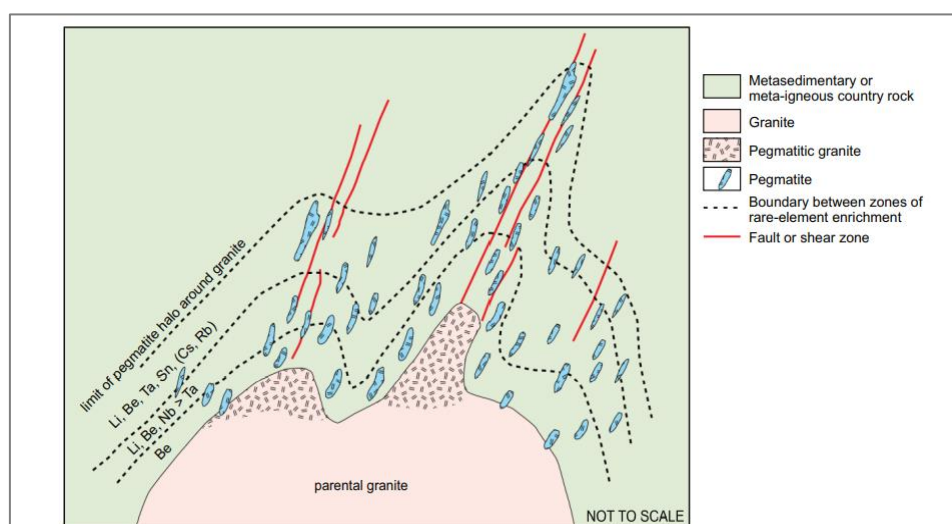 limit of pegmatite halo around granite
Li, Be, Ta, Sn, (Cs, Rb)
Li, Be, Nb > Ta
Be
parental granite
NOT TO SCALE
Metasedimentary or
meta-igneous country rock
Granite
Pegmatitic granite
Pegmatite
Boundary between zones of
rare-element enrichment
Fault or shear zone